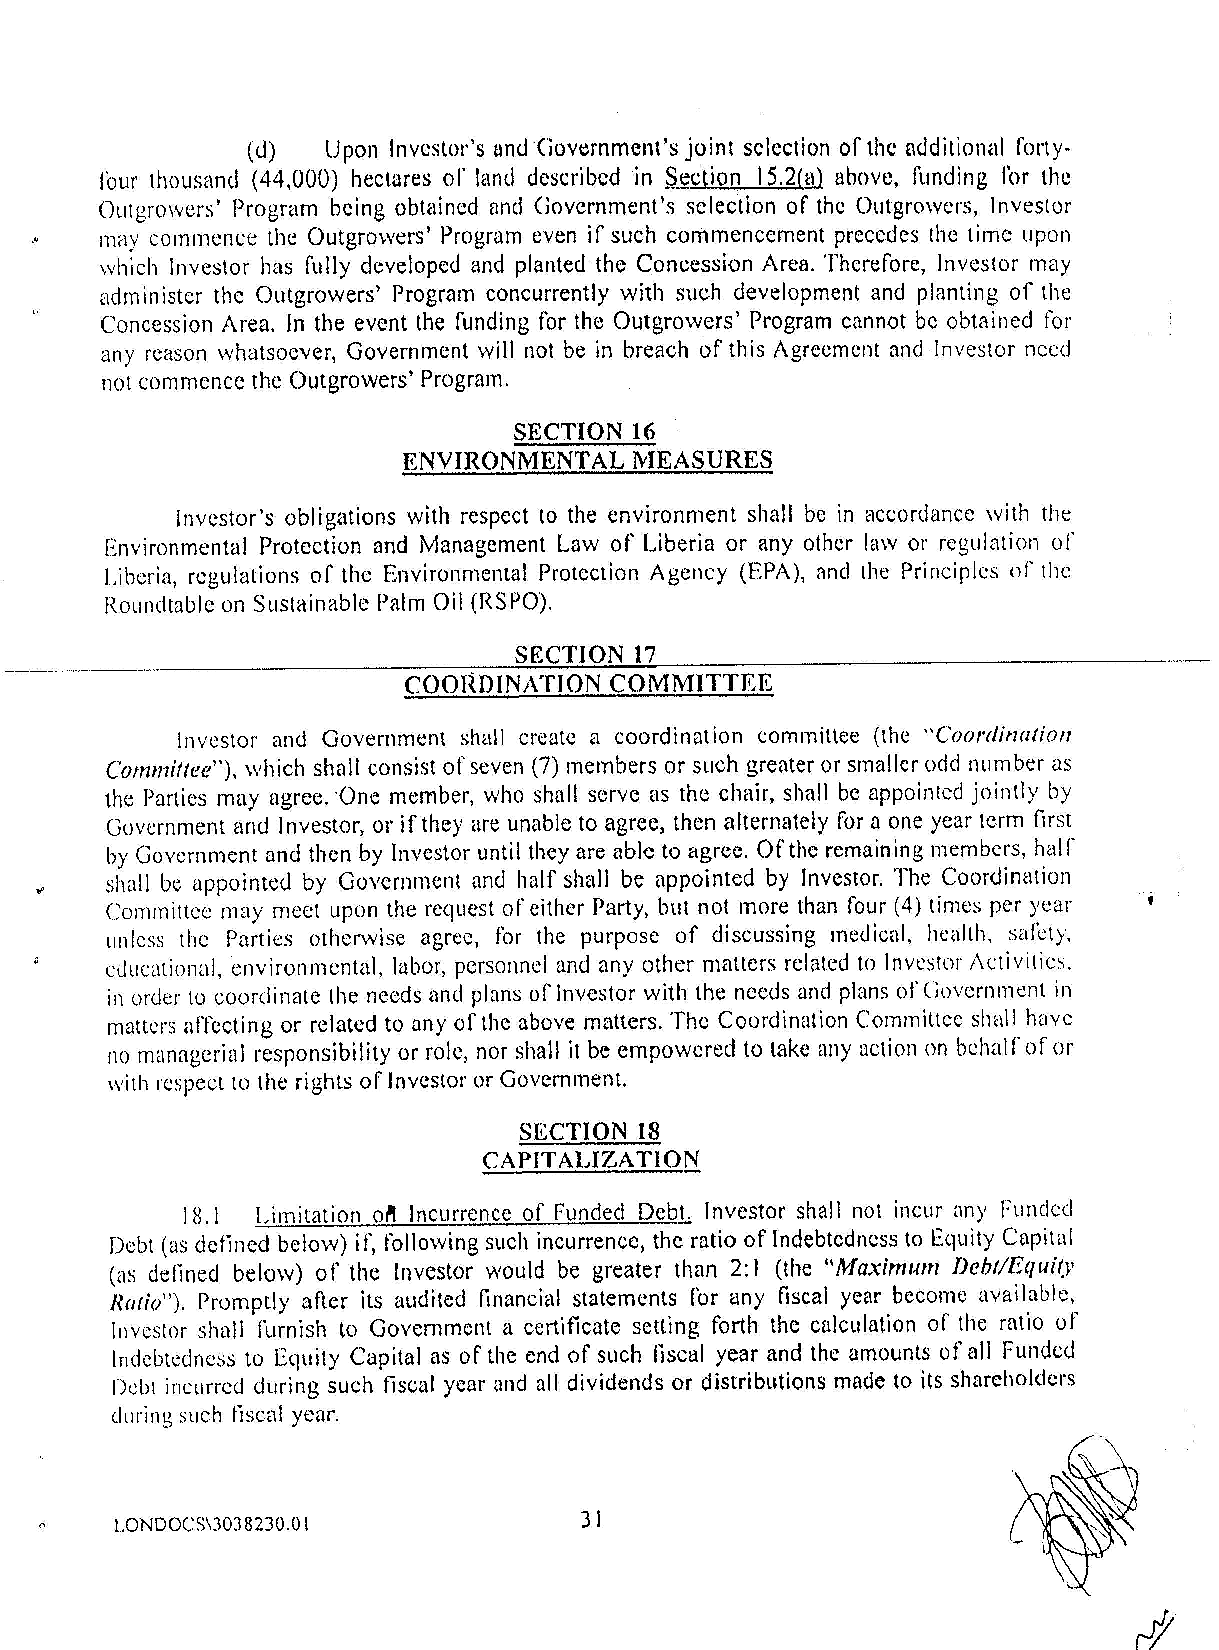 (d) Upon Investor's and Government's joint selection of the additional forty-
four thousand (44,000) hectares of land described in Section 15.2(a) above, funding for the
Outgrowers' Program being obtained and Government's selection of the Outgrowers, Investor
may commence the Outgrowers' Program even if such commencement precedes the time upon
which Investor has fully developed and planted the Concession Area. Therefore, Investor may
administer the Outgrowers' Program concurrently with such development and planting of the
Concession Area. In the event the funding for the Outgrowers' Program cannot be obtained for
any reason whatsoever, Government will not be in breach of this Agreement and Investor need
not commence the Outgrowers' Program.
SECTION 16
ENVIRONMENTAL MEASURES
Investor's obligations with respect to the environment shall be in accordance with the
Environmental Protection and Management Law of Liberia or any other law or regulation of
Liberia, regulations of the Environmental Protection Agency (EPA), and the Principles of the
Roundtable on Sustainable Palm Oil (RSPO).
SECTION 17
COORDINATION COMMITTEE
Investor and Government shall create a coordination committee (the "Coordination
Committee"), which shall consist of seven (7) members or such greater or smaller odd number as
the Parties may agree. One member, who shall serve as the chair, shall be appointed jointly by
Government and Investor, or if they are unable to agree, then alternately for a one year term first
by Government and then by Investor until they are able to agree. Of the remaining members, half
shall be appointed by Government and half shall be appointed by Investor. The Coordination
Committee may meet upon the request of either Party, but not more than four (4) times per year
unless the Parties otherwise agree, for the purpose of discussing medical, health, safety,
educational, environmental, labor, personnel and any other matters related to Investor Activities,
in order to coordinate the needs and plans of Investor with the needs and plans of Government in
matters affecting or related to any of the above matters. The Coordination Committee shall have
no managerial responsibility or role, nor shall it be empowered to take any action on behalf of or
with respect to the rights of Investor or Government.
SECTION 18
CAPITALIZATION
18.1 Limitation on Incurrence of Funded Debt. Investor shall not incur any Funded
Debt (as defined below) if, following such incurrence, the ratio of Indebtedness to Equity Capital
(as defined below) of the Investor would be greater than 2:1 (the "Maximum Debt/Equity
Ratio"). Promptly after its audited financial statements for any fiscal year become available,
Investor shall furnish to Government a certificate setting forth the calculation of the ratio of
Indebtedness to Equity Capital as of the end of such fiscal year and the amounts of all Funded
Debt incurred during such fiscal year and all dividends or distributions made to its shareholders
during such fiscal year.
LONDOCS\3038230.01 31